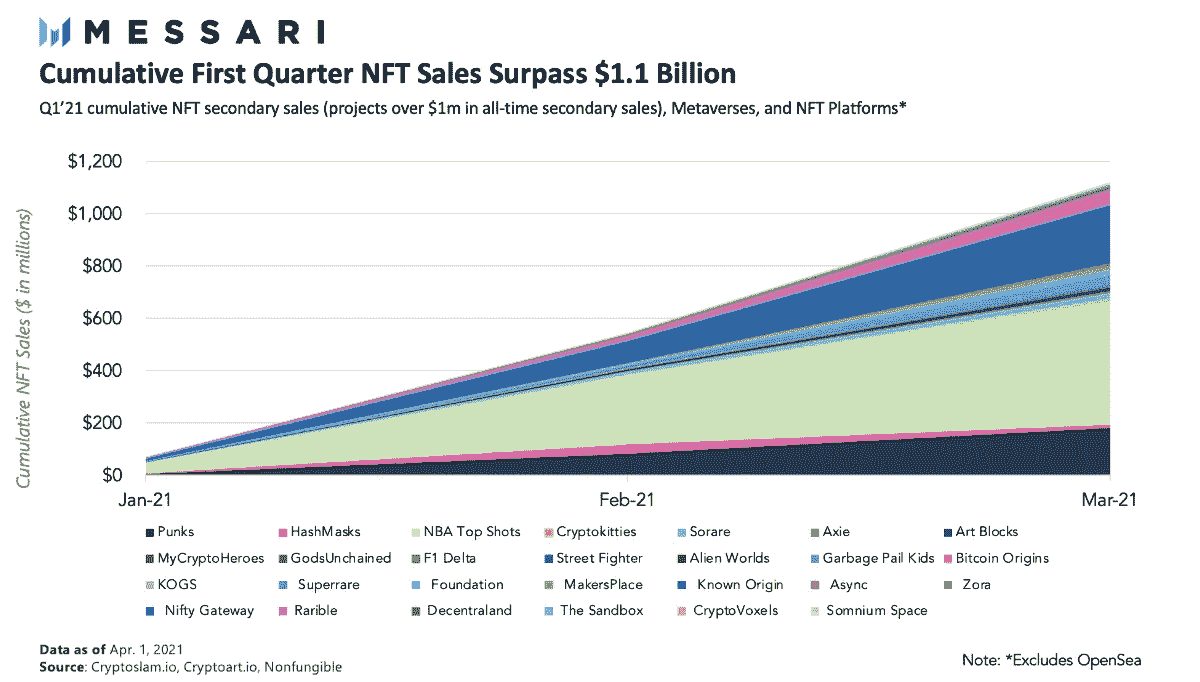 MESSARI
Cumulative First Quarter NFT Sales Surpass $1.1 Billion
Q1'21 cumulative NFT secondary sales (projects over $1m in all-time secondary sales), Metaverses, and NFT Platforms*
Cumulative NFT Sales ($ in millions)
$1,200
$1,000
$800
$600
$400
$200
$0
Jan-21 Feb-21 Mar-21
Punks HashMasks NBA Top Shots Cryptokitties Sorare Axie Art Blocks
MyCryptoHeroes GodsUnchained F1 Delta Street Fighter Alien Worlds Garbage Pail Kids Bitcoin Origins
KOGS Superrare Foundation MakersPlace Known Origin Async Zora
Nifty Gateway Rarible Decentraland The Sandbox CryptoVoxels Somnium Space
Data as of Apr. 1, 2021
Source: Cryptoslam.io, Cryptoart.io, Nonfungible
Note: *Excludes OpenSea